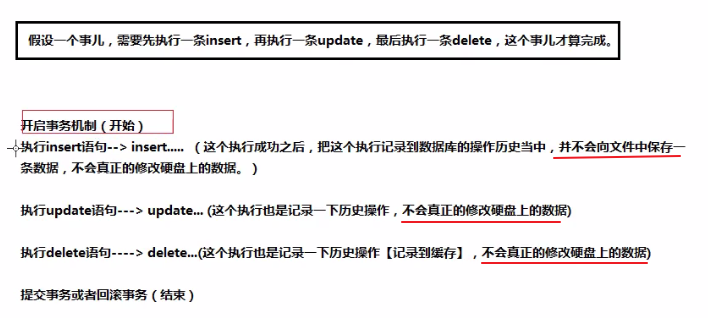 假设一个事儿，需要先执行一条insert，再执行一条update，最后执行一条delete，这个事儿才算完成。
开启事务机制（开始）
执行insert语句--> insert..... （这个执行成功之后，把这个执行记录到数据库的操作历史当中，并不会向文件中保存一
条数据，不会真正的修改硬盘上的数据。）
执行update语句---> update... (这个执行也是记录一下历史操作，不会真正的修改硬盘上的数据)
执行delete语句----> delete...(这个执行也是记录一下历史操作【记录到缓存】，不会真正的修改硬盘上的数据)
提交事务或者回滚事务（结束）